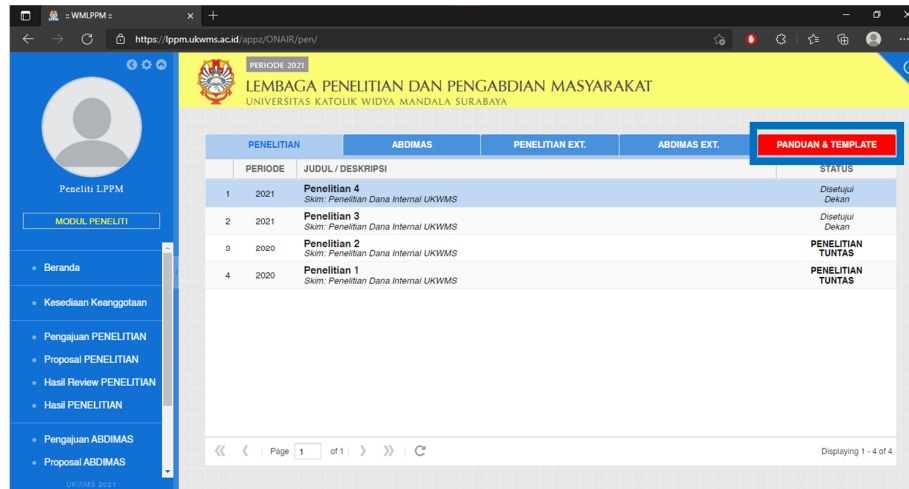 :: WMLPPM ::
https://lppm.ukwms.ac.id/appz/ONAIR/pen/
PERIODE 2021
LEMBAGA PENELITIAN DAN PENGABDIAN MASYARAKAT
UNIVERSITAS KATOLIK WIDYA MANDALA SURABAYA
Peneliti LPPM
MODUL PENELITI
Beranda
Kesediaan Keanggotaan
Pengajuan PENELITIAN
Proposal PENELITIAN
Hasil Review PENELITIAN
Hasil PENELITIAN
Pengajuan ABDIMAS
Proposal ABDIMAS
UKWMS 2021
PENELITIAN ABDIMAS PENELITIAN EXT. ABDIMAS EXT. PANDUAN & TEMPLATE
PERIODE JUDUL / DESKRIPSI STATUS
1 2021 Penelitian 4 Disetujui
Skim: Penelitian Dana Internal UKWMS Dekan
2 2021 Penelitian 3 Disetujui
Skim: Penelitian Dana Internal UKWMS Dekan
3 2020 Penelitian 2 PENELITIAN
Skim: Penelitian Dana Internal UKWMS TUNTAS
4 2020 Penelitian 1 PENELITIAN
Skim: Penelitian Dana Internal UKWMS TUNTAS
Page 1 of 1 Displaying 1 - 4 of 4